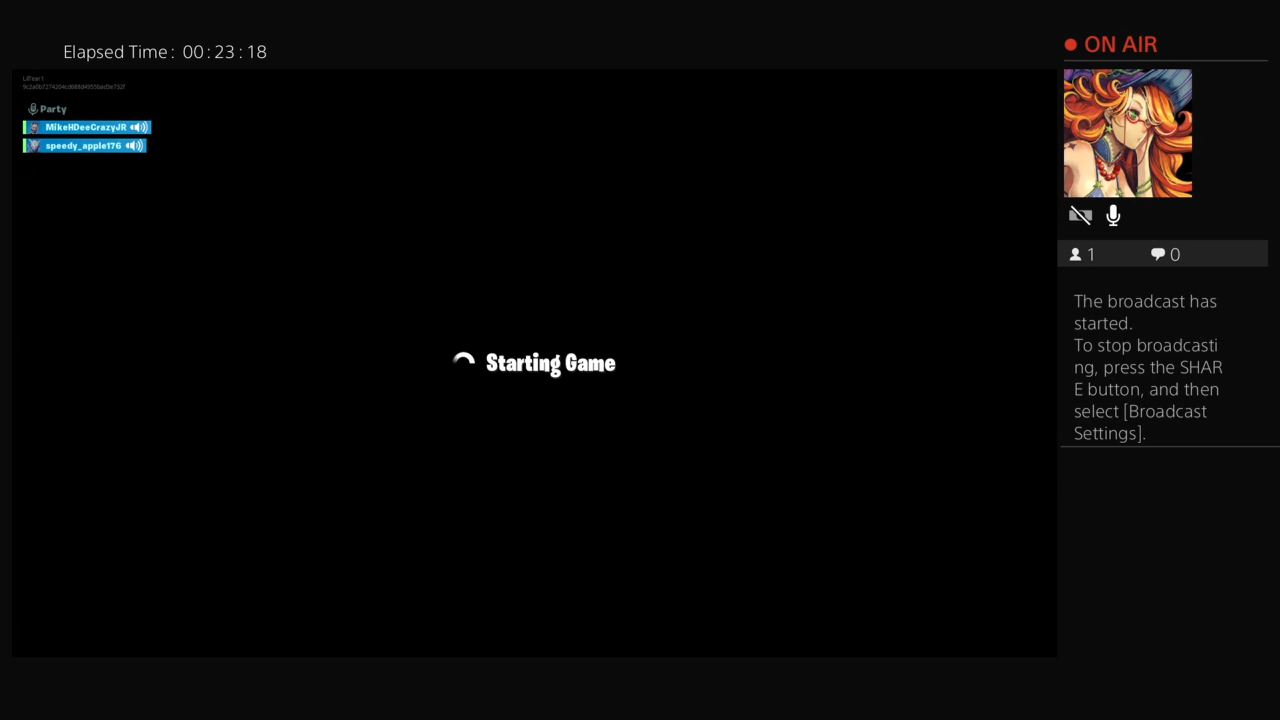 Elapsed Time: 00:23:18
ON AIR
Party
MikeHDeeCrazyJR
speedy_apple176
1
0
The broadcast has
started.
To stop broadcasti
ng, press the SHAR
E button, and then
select [Broadcast
Settings].
Starting Game